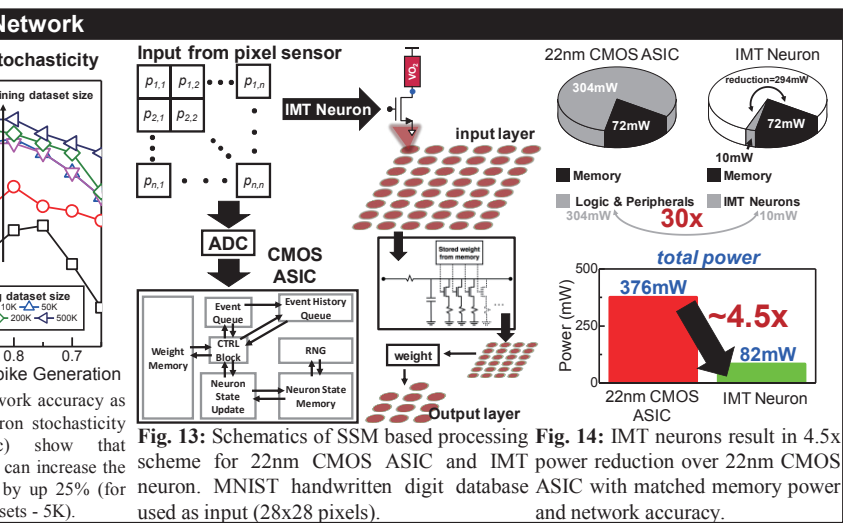 Network
tochasticity
ining dataset size
g dataset size
10K 50K
200K 500K
0.8 0.7
pike Generation
work accuracy as
ron stochasticity
ic) show that
can increase the
by up 25% (for
sets - 5K).
Input from pixel sensor
p1,1 p1,2 p1,n
p2,1 p2,2
pn,1 pn,n
IMT Neuron
VO2
input layer
ADC
CMOS
ASIC
Event
Queue
Event History
Queue
Weight
Memory
CTRL
Block
RNG
Neuron
State
Update
Neuron State
Memory
Stored weight
from memory
weight
Output layer
Fig. 13: Schematics of SSM based processing
scheme for 22nm CMOS ASIC and IMT
neuron. MNIST handwritten digit database
used as input (28x28 pixels).
22nm CMOS ASIC
304mW
72mW
Memory
Logic & Peripherals
304mW
IMT Neuron
reduction=294mW
72mW
10mW
Memory
IMT Neurons
10mW
30x
total power
Power (mW)
500
250
0
376mW
~4.5x
82mW
22nm CMOS
ASIC
IMT Neuron
Fig. 14: IMT neurons result in 4.5x
power reduction over 22nm CMOS
ASIC with matched memory power
and network accuracy.